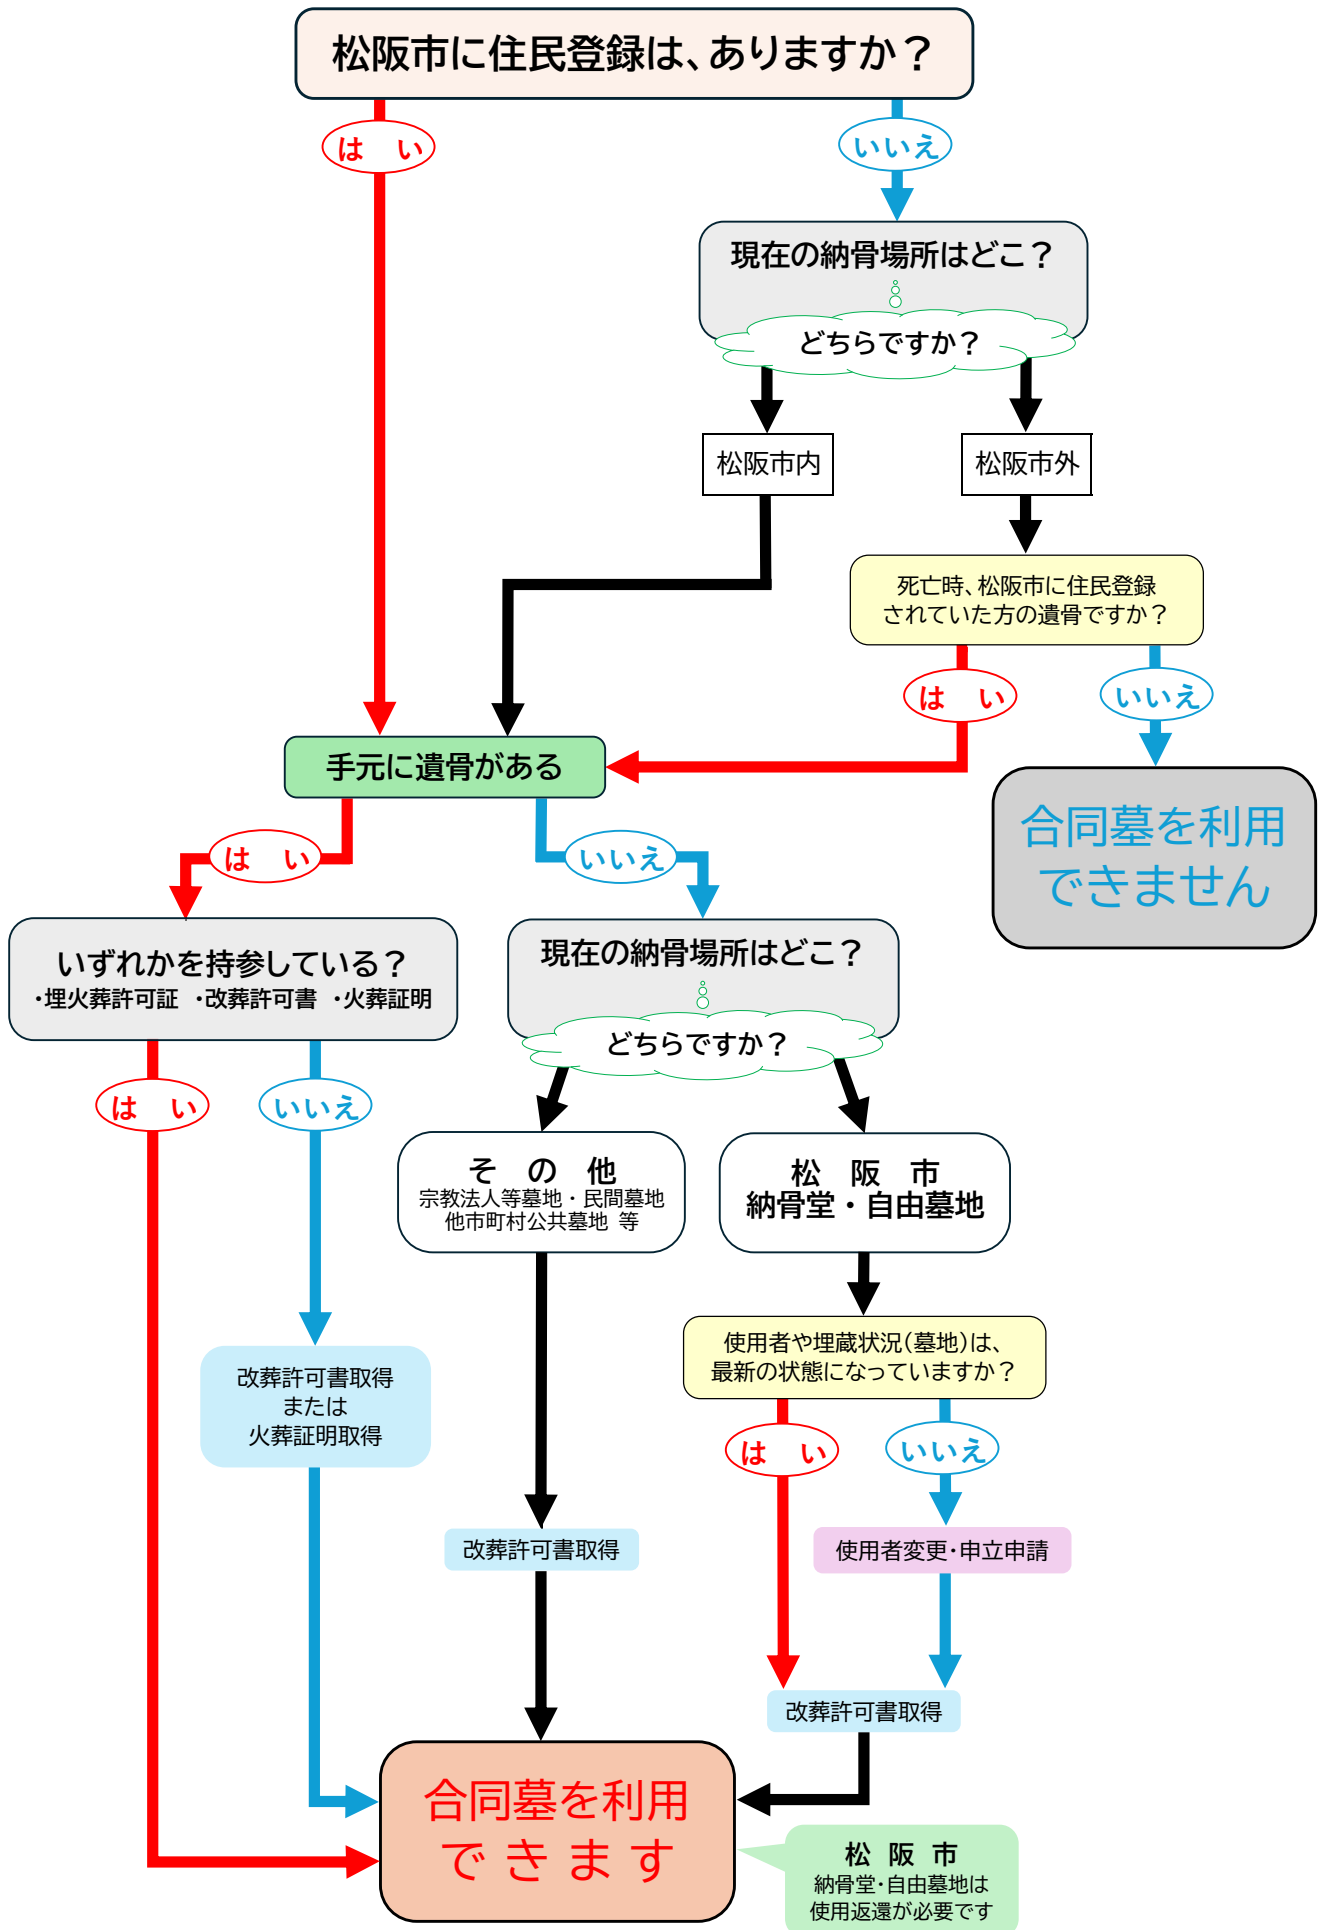 松阪市に住民登録は、ありますか？
は　い
いいえ
現在の納骨場所はどこ？
どちらですか？
松阪市内
松阪市外
死亡時、松阪市に住民登録
されていた方の遺骨ですか？
は　い
いいえ
手元に遺骨がある
合同墓を利用
できません
は　い
いいえ
いずれかを持参している？
・埋火葬許可証 ・改葬許可書 ・火葬証明
現在の納骨場所はどこ？
どちらですか？
は　い
いいえ
そ　の　他
宗教法人等墓地・民間墓地
他市町村公共墓地 等
松　阪　市
納骨堂・自由墓地
使用者や埋蔵状況（墓地）は、
最新の状態になっていますか？
改葬許可書取得
または
火葬証明取得
は　い
いいえ
改葬許可書取得
使用者変更・申立申請
改葬許可書取得
合同墓を利用
で き ま す
松 阪 市
納骨堂・自由墓地は
使用返還が必要です